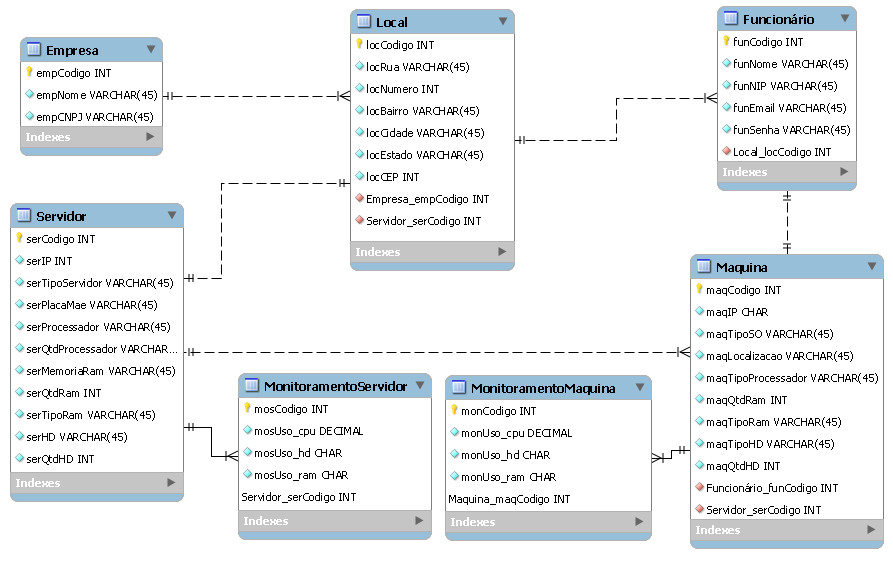 Empresa
empCodigo INT
empNome VARCHAR(45)
empCNPJ VARCHAR(45)
Indexes
Local
locCodigo INT
locRua VARCHAR(45)
locNumero INT
locBairro VARCHAR(45)
locCidade VARCHAR(45)
locEstado VARCHAR(45)
locCEP INT
Empresa_empCodigo INT
Servidor_serCodigo INT
Indexes
Funcionário
funCodigo INT
funNome VARCHAR(45)
funNIP VARCHAR(45)
funEmail VARCHAR(45)
funSenha VARCHAR(45)
Local_locCodigo INT
Indexes
Servidor
serCodigo INT
serIP INT
serTipoServidor VARCHAR(45)
serPlacaMae VARCHAR(45)
serProcessador VARCHAR(45)
serQtdProcessador VARCHAR...
serMemoriaRam VARCHAR(45)
serQtdRam INT
serTipoRam VARCHAR(45)
serHD VARCHAR(45)
serQtdHD INT
Indexes
MonitoramentoServidor
mosCodigo INT
mosUso_cpu DECIMAL
mosUso_hd CHAR
mosUso_ram CHAR
Servidor_serCodigo INT
Indexes
MonitoramentoMaquina
monCodigo INT
monUso_cpu DECIMAL
monUso_hd CHAR
monUso_ram CHAR
Maquina_maqCodigo INT
Indexes
Maquina
maqCodigo INT
maqIP CHAR
maqTipoSO VARCHAR(45)
maqLocalizacao VARCHAR(45)
maqTipoProcessador VARCHAR(45)
maqQtdRam INT
maqTipoRam VARCHAR(45)
maqTipoHD VARCHAR(45)
maqQtdHD INT
Funcionário_funCodigo INT
Servidor_serCodigo INT
Indexes